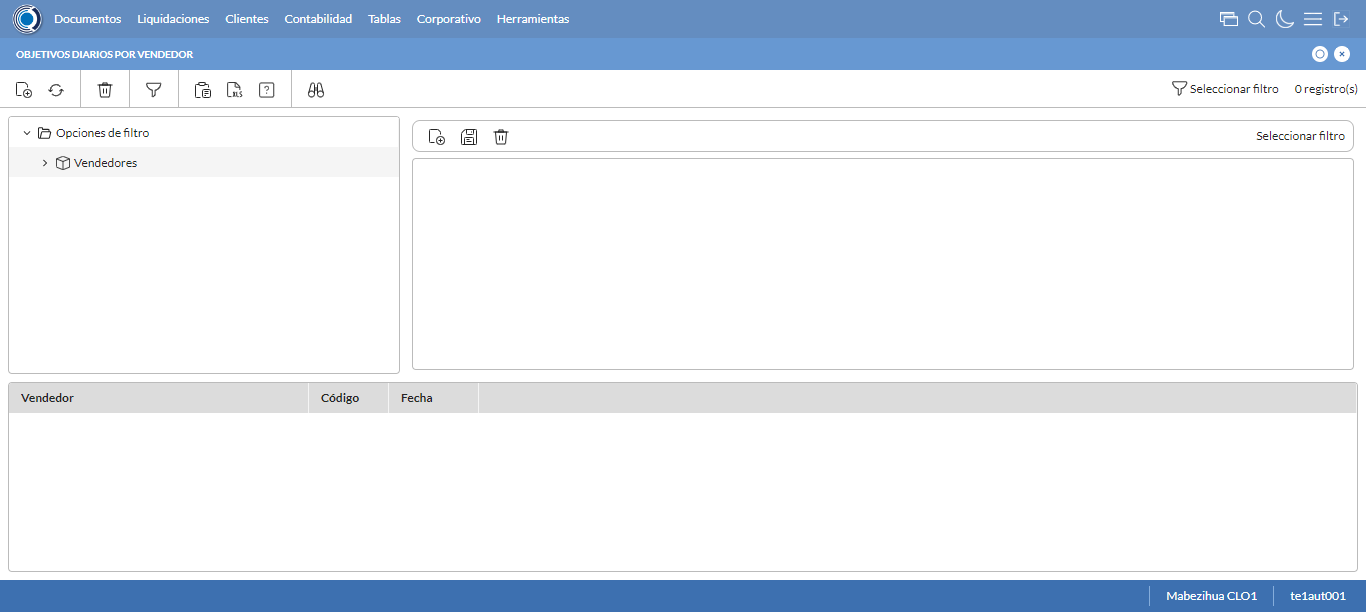 Documentos Liquidaciones Clientes Contabilidad Tablas Corporativo Herramientas
OBJETIVOS DIARIOS POR VENDEDOR
XLS ? Seleccionar filtro 0 registro(s)
Opciones de filtro
Seleccionar filtro
Vendedores
Vendedor Código Fecha
Mabezihua CLO1 te1aut001